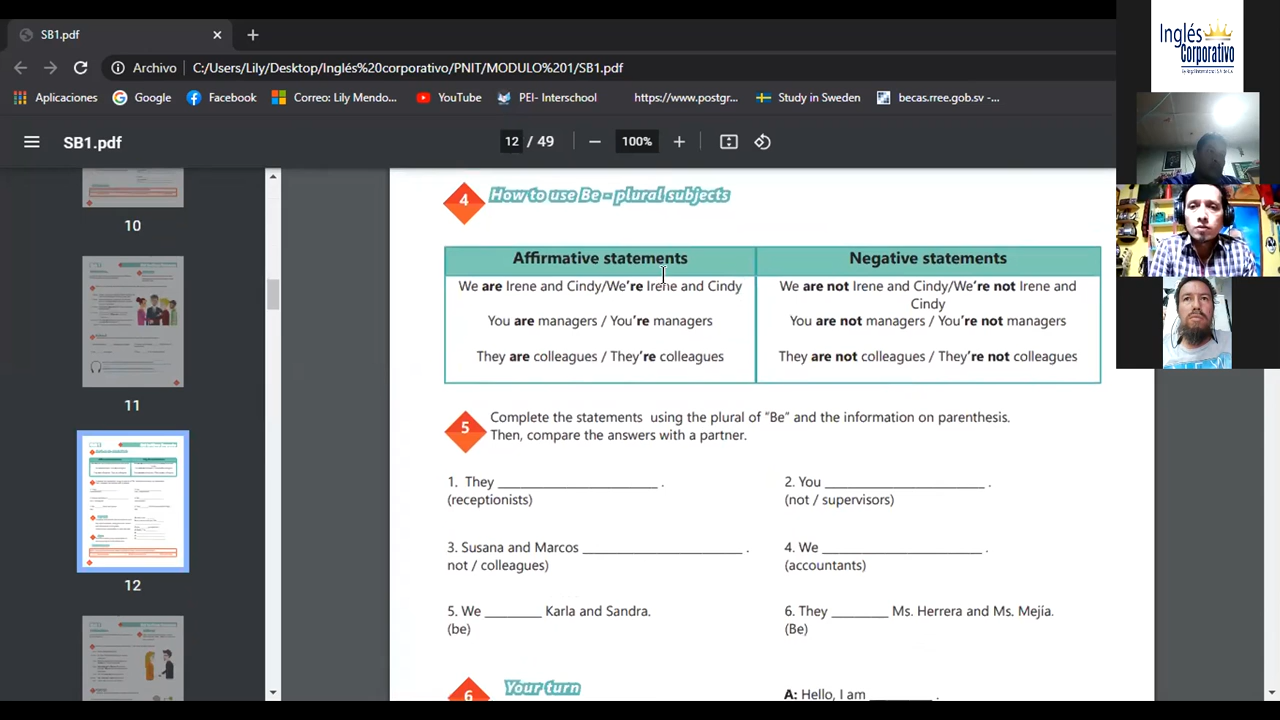 SB1.pdf
Archivo C:/Users/Lily/Desktop/Inglés%20corporativo/PNIT/MODULO%201/SB1.pdf
Aplicaciones Google Facebook Correo: Lily Mendo... YouTube PEI- Interschool https://www.postgr... Study in Sweden becas.rree.gob.sv -...
SB1.pdf 12 / 49 100%
Inglés
Corporativo
10
11
12
4 How to use Be - plural subjects
Affirmative statements Negative statements
We are Irene and Cindy/We're Irene and Cindy We are not Irene and Cindy/We're not Irene and
Cindy
You are managers / You're managers You are not managers / You're not managers
They are colleagues / They're colleagues They are not colleagues / They're not colleagues
5 Complete the statements using the plural of "Be" and the information on parenthesis.
Then, compare the answers with a partner.
1. They ____________________ . 2. You ____________________ .
(receptionists) (not / supervisors)
3. Susana and Marcos ____________________ . 4. We ____________________ .
not / colleagues) (accountants)
5. We _______ Karla and Sandra. 6. They _______ Ms. Herrera and Ms. Mejía.
(be) (Be)
6 Your turn A: Hello, I am ________ .